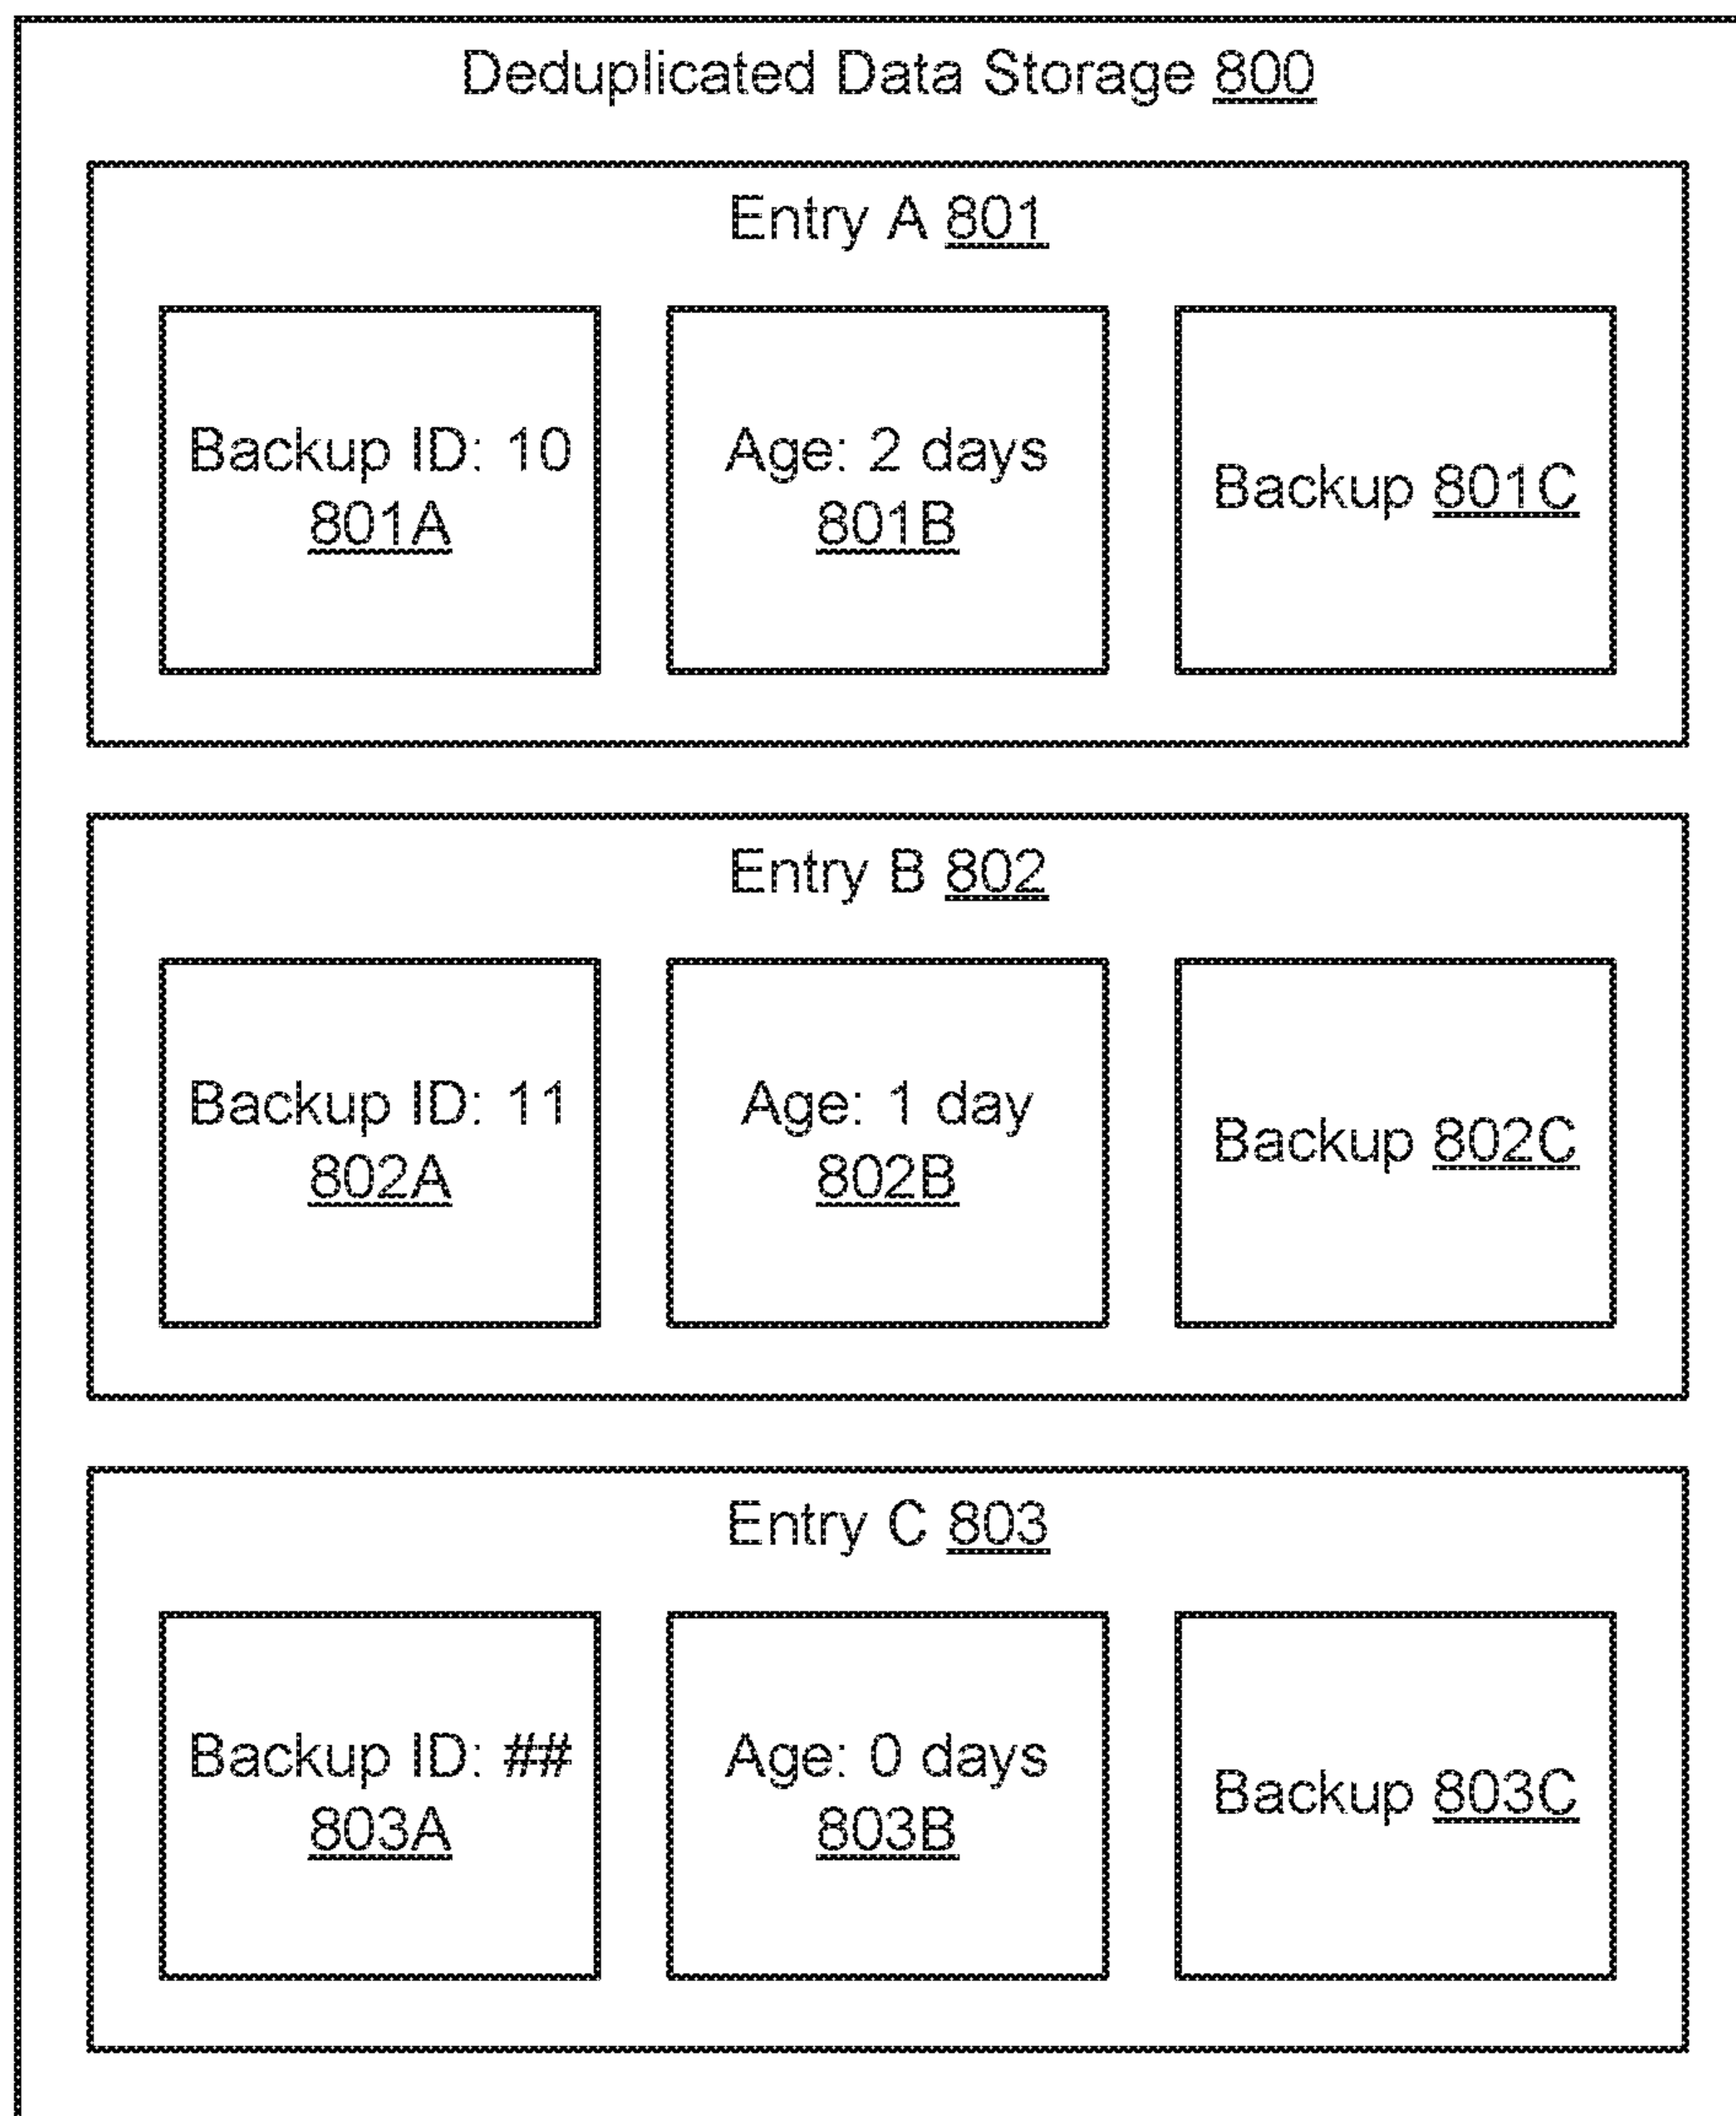 Deduplicated Data Storage 800
Entry A 801
Backup ID: 10
801A
Age: 2 days
801B
Backup 801C
Entry B 802
Backup ID: 11
802A
Age: 1 day
802B
Backup 802C
Entry C 803
Backup ID: ##
803A
Age: 0 days
803B
Backup 803C